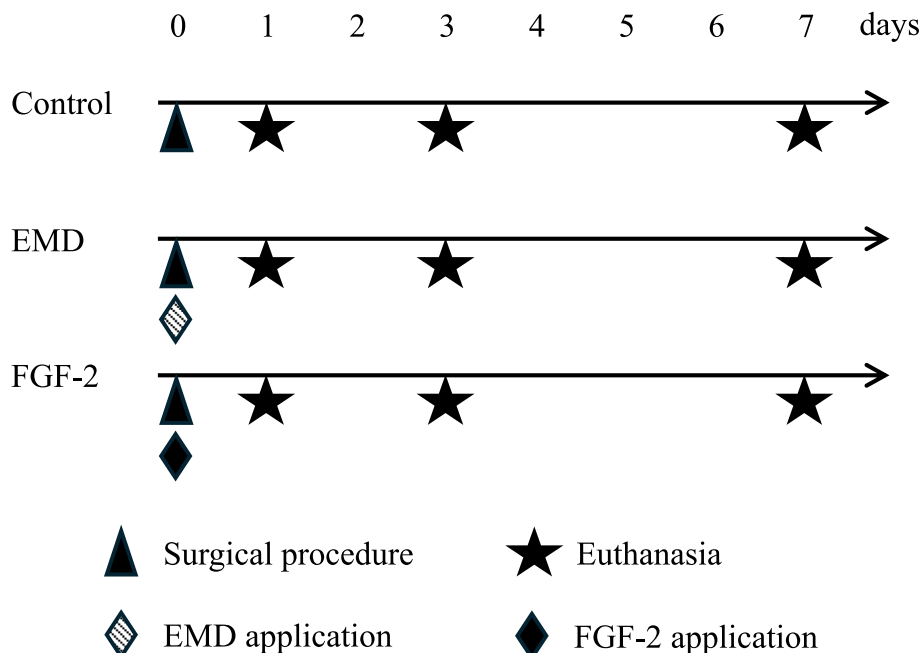 0 1 2 3 4 5 6 7 days
Control
EMD
FGF-2
Surgical procedure Euthanasia
EMD application FGF-2 application